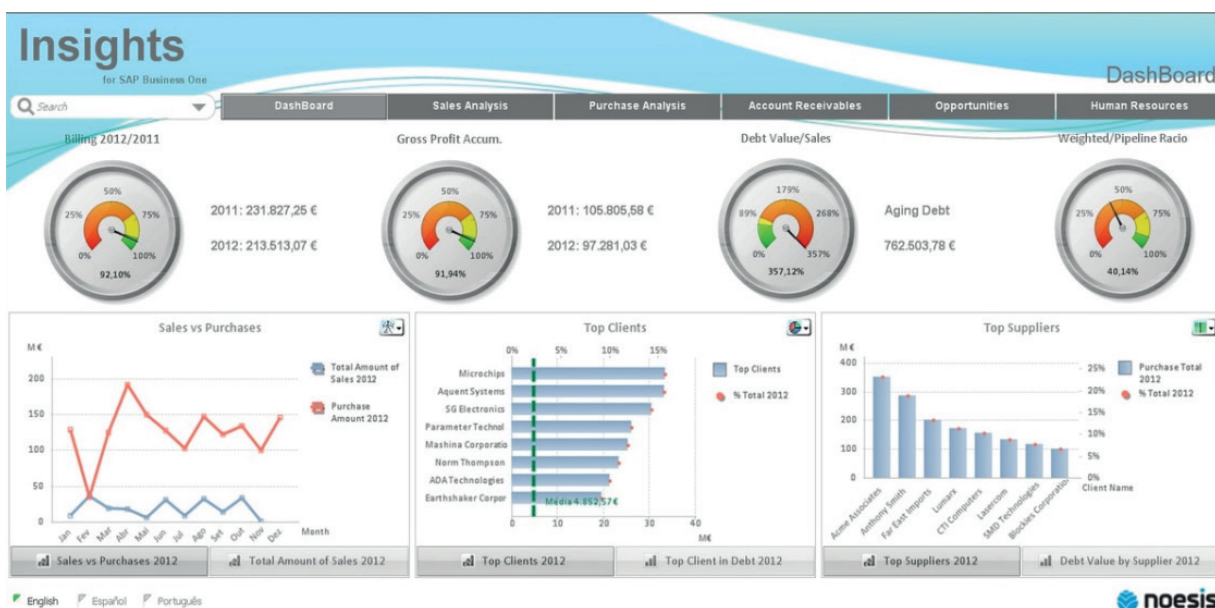 Insights
for SAP Business One
DashBoard
Search
DashBoard
Sales Analysis
Purchase Analysis
Account Receivables
Opportunities
Human Resources
Billing 2012/2011
25%
50%
75%
0%
100%
92,10%
2011: 231.827,25 €
2012: 213.513,07 €
Gross Profit Accum.
25%
50%
75%
0%
100%
91,94%
2011: 105.805,58 €
2012: 97.281,03 €
Debt Value/Sales
89%
179%
268%
0%
357%
357,12%
Aging Debt
762.503,78 €
Weighted/Pipeline Racio
25%
50%
75%
0%
100%
40,14%
Sales vs Purchases
M€
200
150
100
50
0
Jan
Fev
Mar
Abr
Mai
Jun
Jul
Ago
Set
Out
Nov
Dez
Month
Total Amount of
Sales 2012
Purchase
Amount 2012
Sales vs Purchases 2012
Total Amount of Sales 2012
Top Clients
0%
5%
10%
15%
Microchips
Aquent Systems
SG Electronics
Parameter Technol
Mashina Corporatio
Norm Thompson
ADA Technologies
Earthshaker Corpor
Média 4.852,57€
0
10
20
30
40
M€
Top Clients
% Total 2012
Top Clients 2012
Top Client in Debt 2012
Top Suppliers
M€
400
300
200
100
0
25%
20%
15%
10%
5%
0%
Acme Associates
Anthony Smith
Far East Imports
Lumarx
CTI Computers
Lasercom
SMD Technologies
Blockies Corporation
Client Name
Purchase Total
2012
% Total 2012
Top Suppliers 2012
Debt Value by Supplier 2012
English
Español
Português
noesis